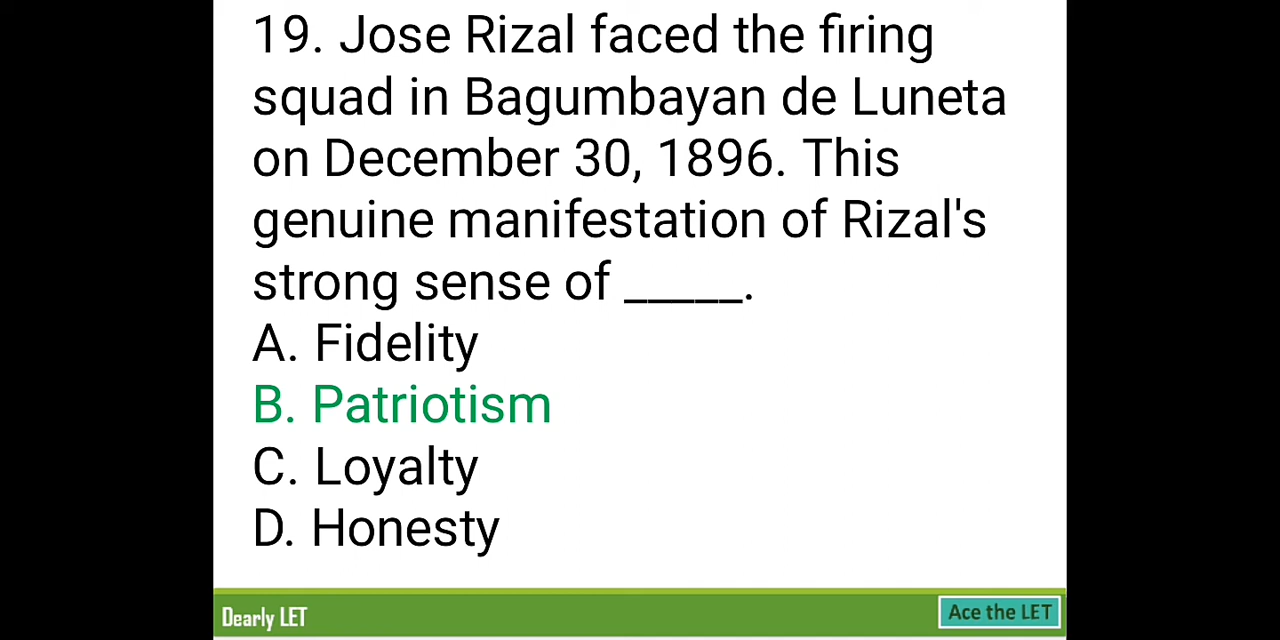 19. Jose Rizal faced the firing
squad in Bagumbayan de Luneta
on December 30, 1896. This
genuine manifestation of Rizal's
strong sense of _____.
A. Fidelity
B. Patriotism
C. Loyalty
D. Honesty
Dearly LET
Ace the LET